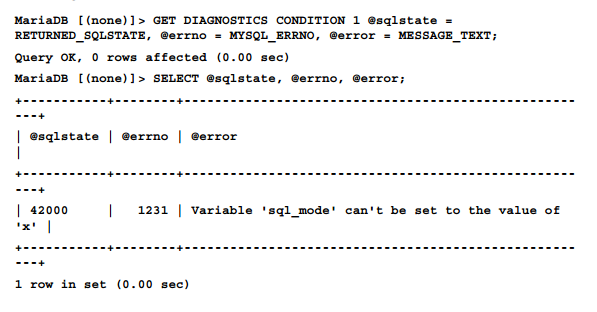 MariaDB [(none)]> GET DIAGNOSTICS CONDITION 1 @sqlstate =
RETURNED_SQLSTATE, @errno = MYSQL_ERRNO, @error = MESSAGE_TEXT;
Query OK, 0 rows affected (0.00 sec)
MariaDB [(none)]> SELECT @sqlstate, @errno, @error;
+-----------+--------+----------------------------------------------------
---+
| @sqlstate | @errno | @error
|
+-----------+--------+----------------------------------------------------
---+
| 42000     |   1231 | Variable 'sql_mode' can't be set to the value of
'x' |
+-----------+--------+----------------------------------------------------
---+
1 row in set (0.00 sec)